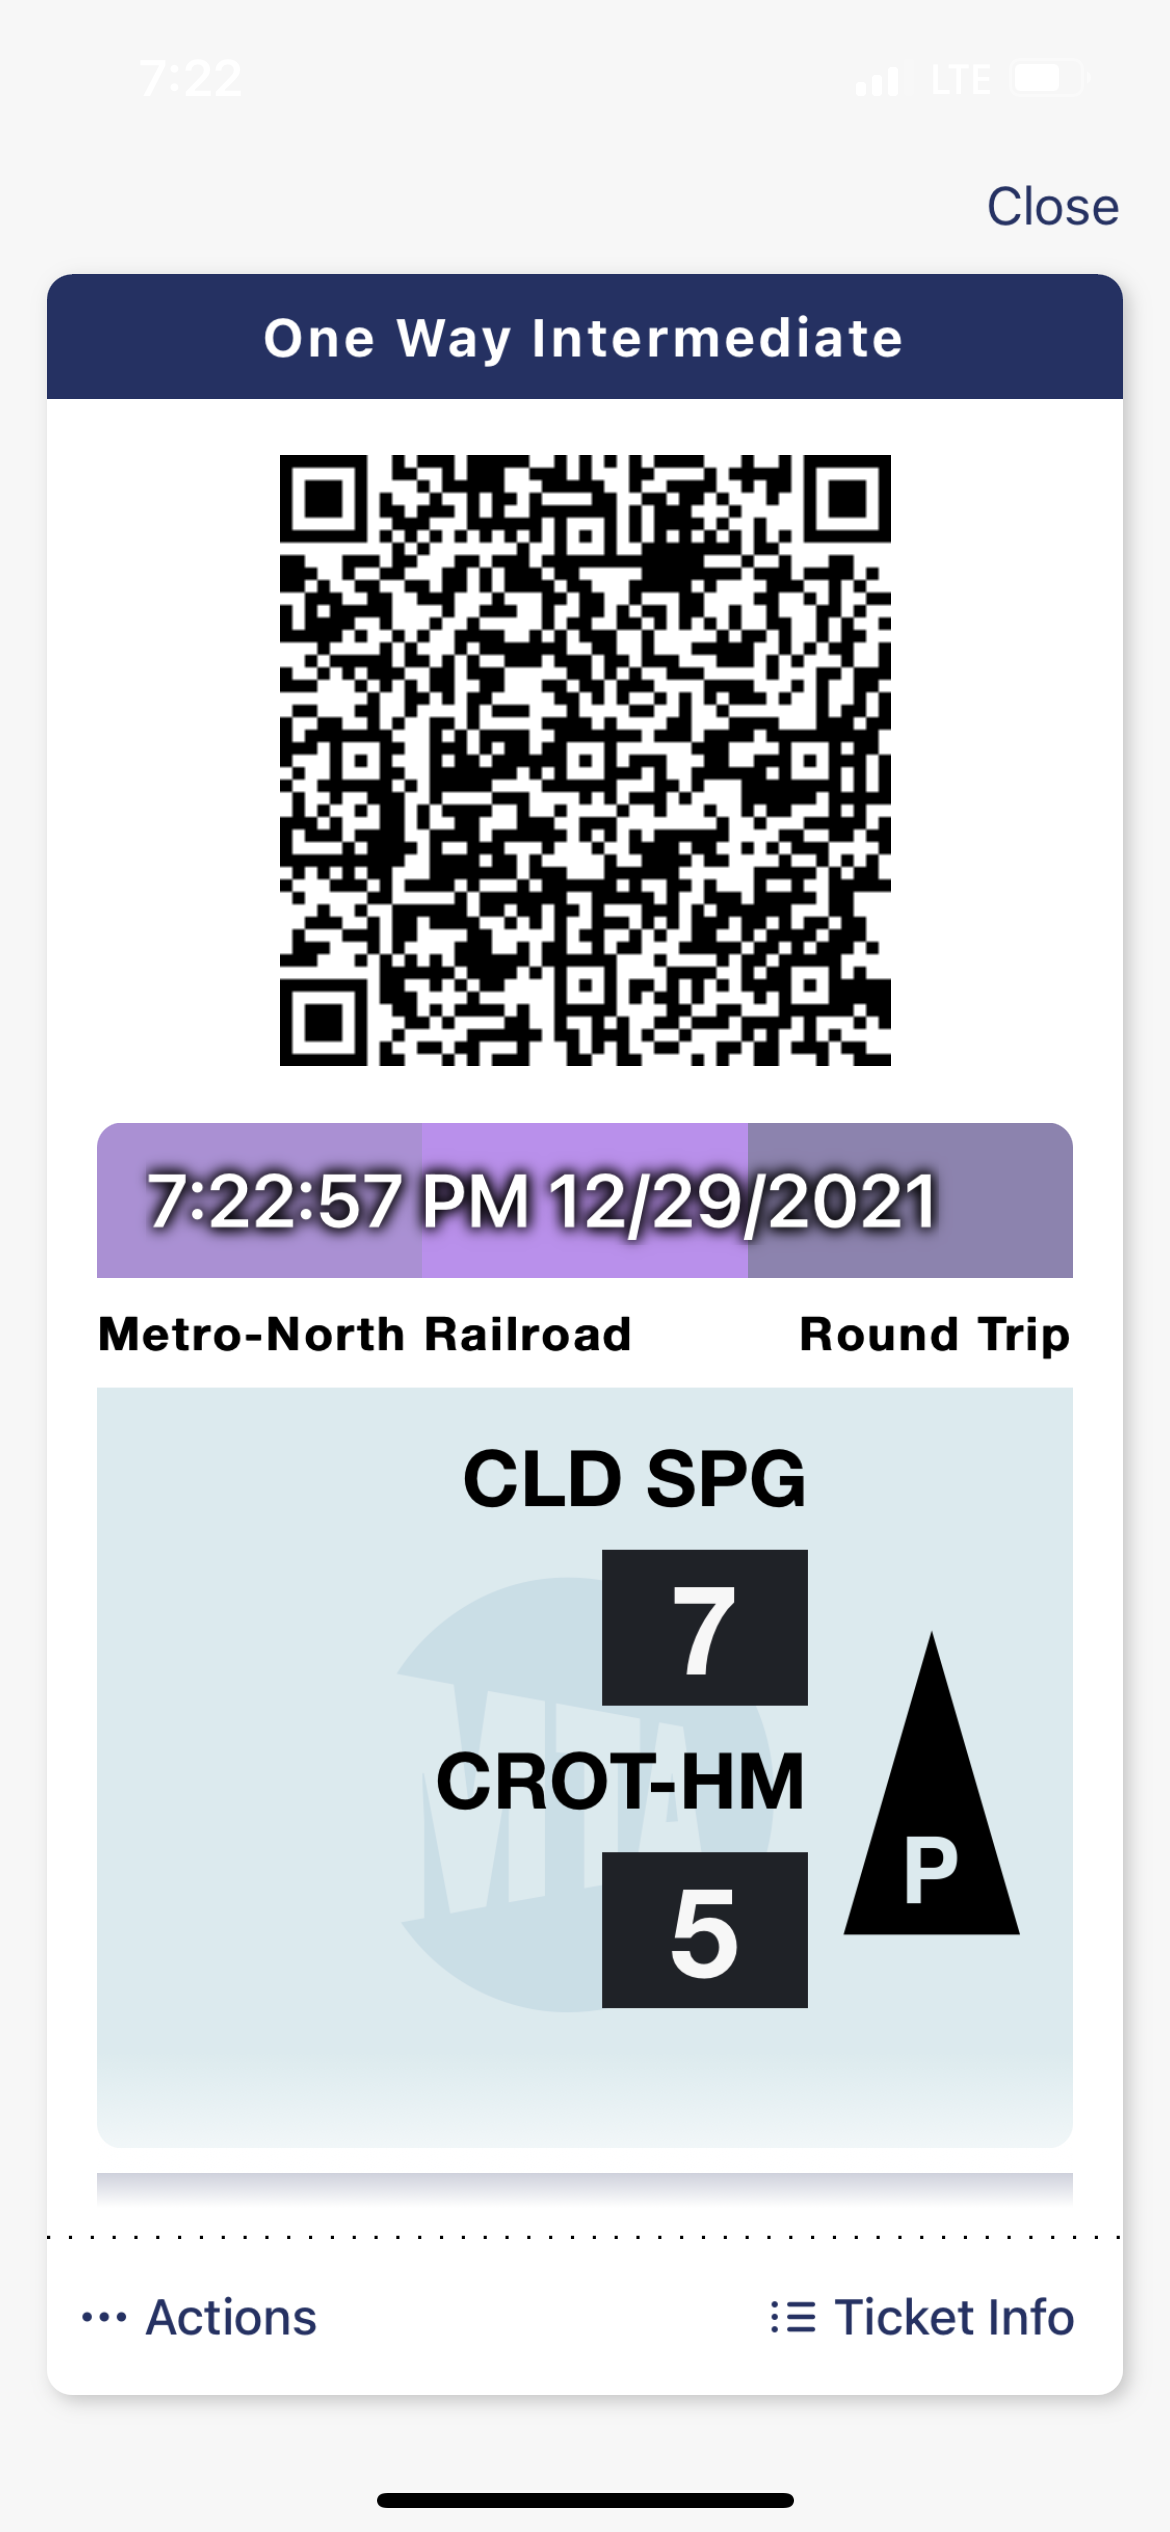 7:22 LTE
Close
One Way Intermediate
7:22:57 PM 12/29/2021
Metro-North Railroad Round Trip
CLD SPG
7
MTA
CROT-HM
5
P
Actions Ticket Info